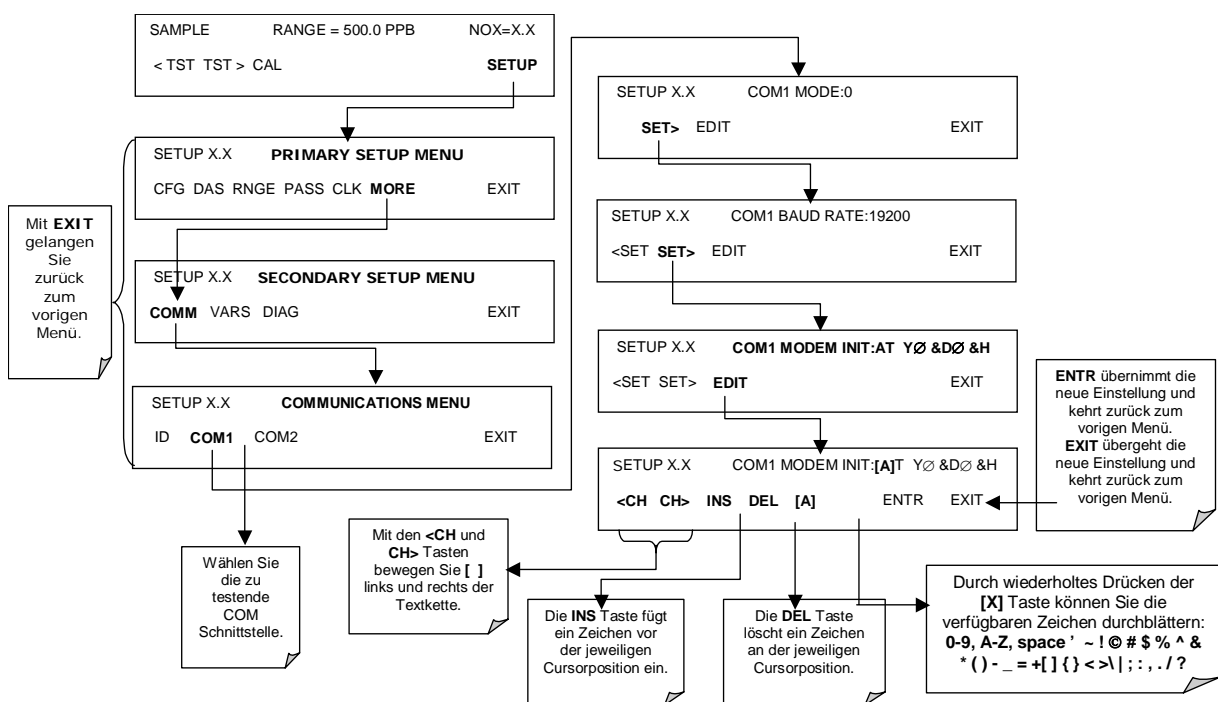 SAMPLE RANGE = 500.0 PPB NOX=X.X
< TST TST > CAL SETUP
SETUP X.X PRIMARY SETUP MENU
CFG DAS RNGE PASS CLK MORE EXIT
Mit EXIT
gelangen
Sie
zurück
zum
vorigen
Menü.
SETUP X.X SECONDARY SETUP MENU
COMM VARS DIAG EXIT
SETUP X.X COMMUNICATIONS MENU
ID COM1 COM2 EXIT
Wählen Sie
die zu
testende
COM
Schnittstelle.
SETUP X.X COM1 MODE:0
SET> EDIT EXIT
SETUP X.X COM1 BAUD RATE:19200
<SET SET> EDIT EXIT
SETUP X.X COM1 MODEM INIT:AT Y∅ &D∅ &H
<SET SET> EDIT EXIT
SETUP X.X COM1 MODEM INIT:[A]T Y∅ &D∅ &H
<CH CH> INS DEL [A] ENTR EXIT
ENTR übernimmt die
neue Einstellung und
kehrt zurück zum
vorigen Menü.
EXIT übergeht die
neue Einstellung und
kehrt zurück zum
vorigen Menü.
Mit den <CH und
CH> Tasten
bewegen Sie [ ]
links und rechts der
Textkette.
Die INS Taste fügt
ein Zeichen vor
der jeweiligen
Cursorposition ein.
Die DEL Taste
löscht ein Zeichen
an der jeweiligen
Cursorposition.
Durch wiederholtes Drücken der
[X] Taste können Sie die
verfügbaren Zeichen durchblättern:
0-9, A-Z, space ' ~ ! © # $ % ^ &
* ( ) - _ = +[ ] { } < >\ | ; : , . / ?